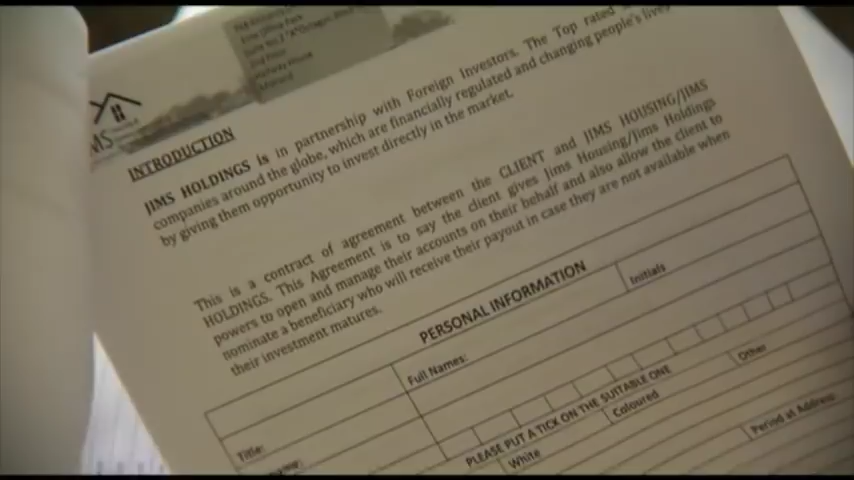 INTRODUCTION
JIMS HOLDINGS is in partnership with Foreign Investors. The Top rated
companies around the globe, which are financially regulated and changing people's lives
by giving them opportunity to invest directly in the market.
This is a contract of agreement between the CLIENT and JIMS HOUSING/JIMS
HOLDINGS. This Agreement is to say the client gives Jims Housing/Jims Holdings
powers to open and manage their accounts on their behalf and also allow the client to
nominate a beneficiary who will receive their payout in case they are not available when
their investment matures.
PERSONAL INFORMATION
Full Names:
Initials
Title:
PLEASE PUT A TICK ON THE SUITABLE ONE
White
Coloured
Other
Period at Address: